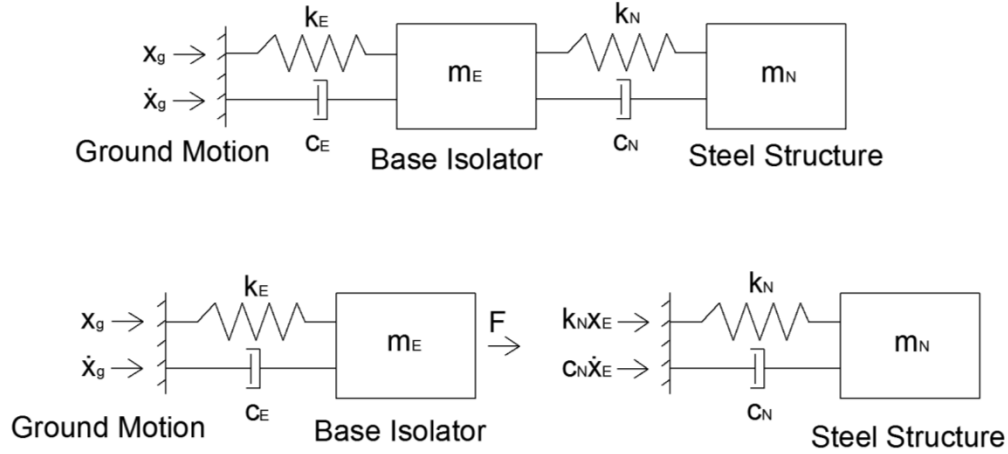 kE kN
xg mE mN
ẋg
cE cN
Ground Motion Base Isolator Steel Structure
kE kN
xg F kNxE
mE mN
ẋg cNẋE
cE cN
Ground Motion Base Isolator Steel Structure